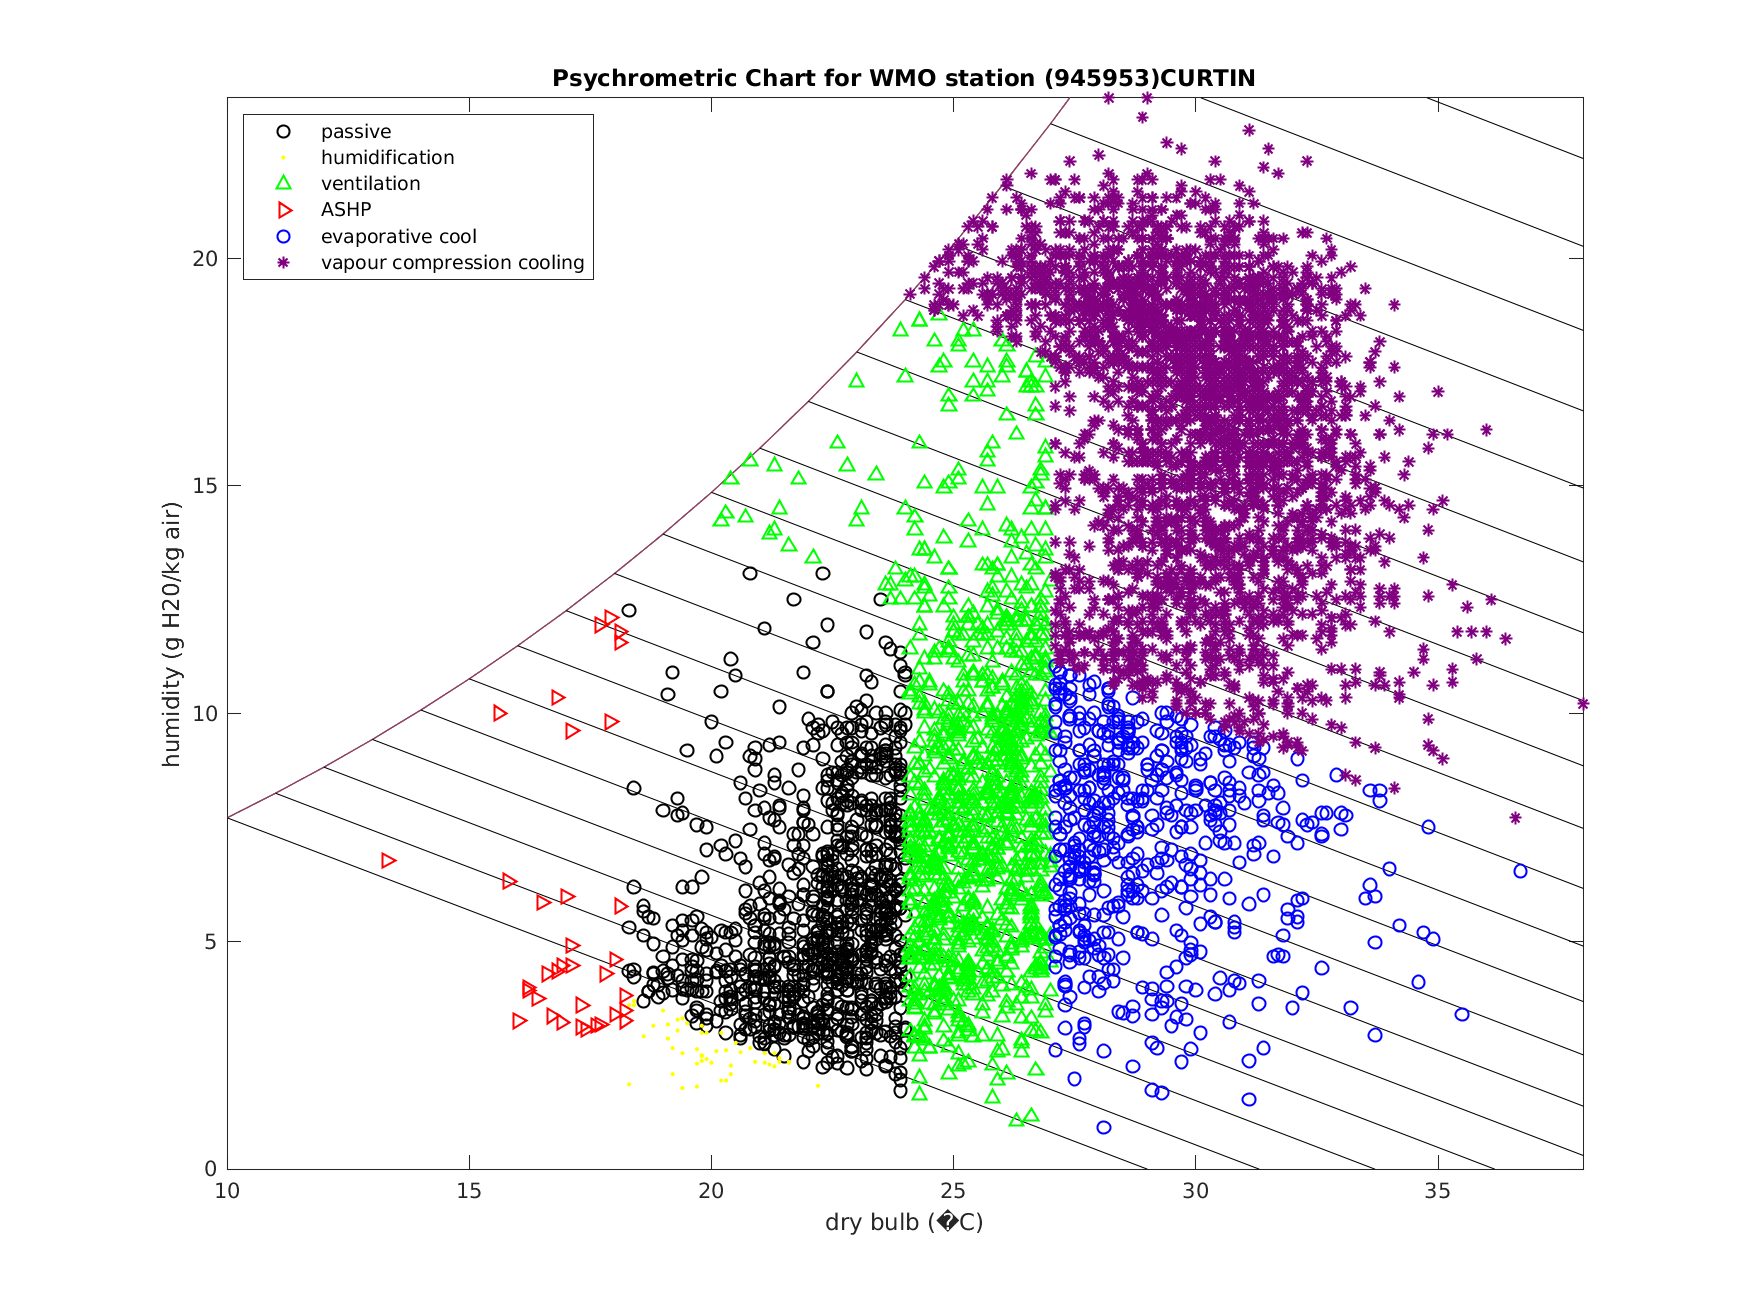 Psychrometric Chart for WMO station (945953)CURTIN
passive
humidification
ventilation
ASHP
evaporative cool
vapour compression cooling
humidity (g H20/kg air)
20
15
10
5
0
10 15 20 25 30 35
dry bulb (�C)